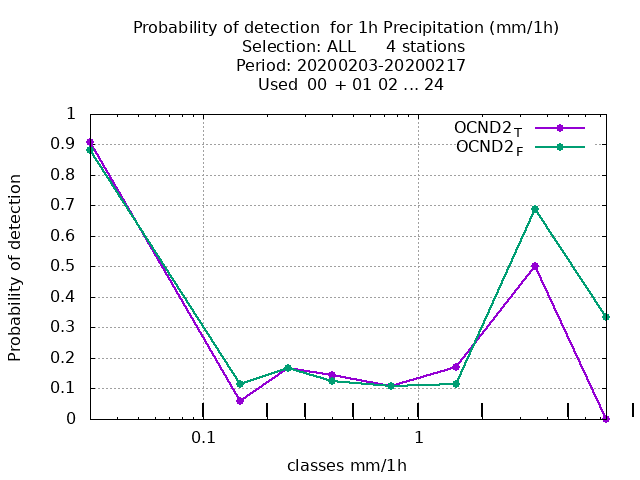 Probability of detection  for 1h Precipitation (mm/1h)
Selection: ALL      4 stations
Period: 20200203-20200217
Used  00  + 01 02 ... 24
OCND2T
OCND2F
1
0.9
0.8
0.7
0.6
0.5
0.4
0.3
0.2
0.1
0
Probability of detection
0.1 1
classes mm/1h